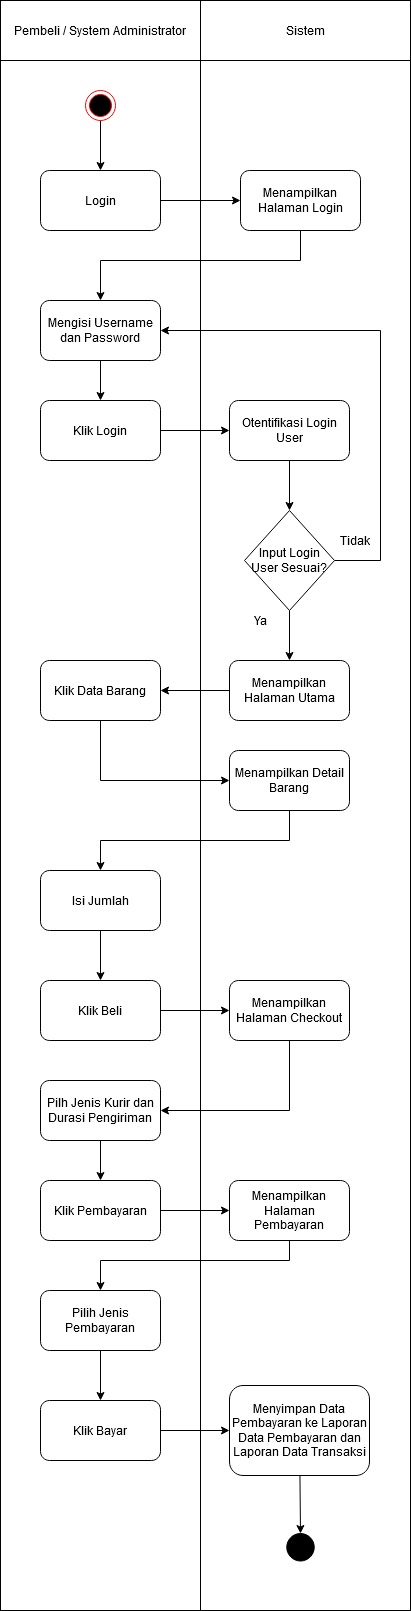 Pembeli / System Administrator
Sistem
Login
Menampilkan
Halaman Login
Mengisi Username
dan Password
Klik Login
Otentifikasi Login
User
Tidak
Input Login
User Sesuai?
Ya
Klik Data Barang
Menampilkan
Halaman Utama
Menampilkan Detail
Barang
Isi Jumlah
Klik Beli
Menampilkan
Halaman Checkout
Pilh Jenis Kurir dan
Durasi Pengiriman
Klik Pembayaran
Menampilkan
Halaman
Pembayaran
Pilih Jenis
Pembayaran
Klik Bayar
Menyimpan Data
Pembayaran ke Laporan
Data Pembayaran dan
Laporan Data Transaksi